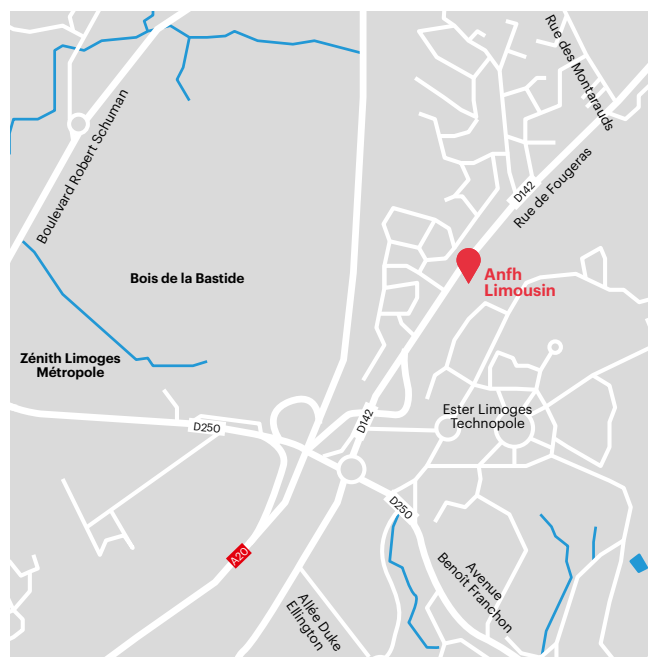 Rue des Montarauds
Boulevard Robert Schuman
D142
Rue de Fougeras
Bois de la Bastide
Anfh
Limousin
Zénith Limoges
Métropole
Ester Limoges
Technopole
D142
D250
D250
A20
Avenue
Benoît Franchon
Allée Duke
Ellington